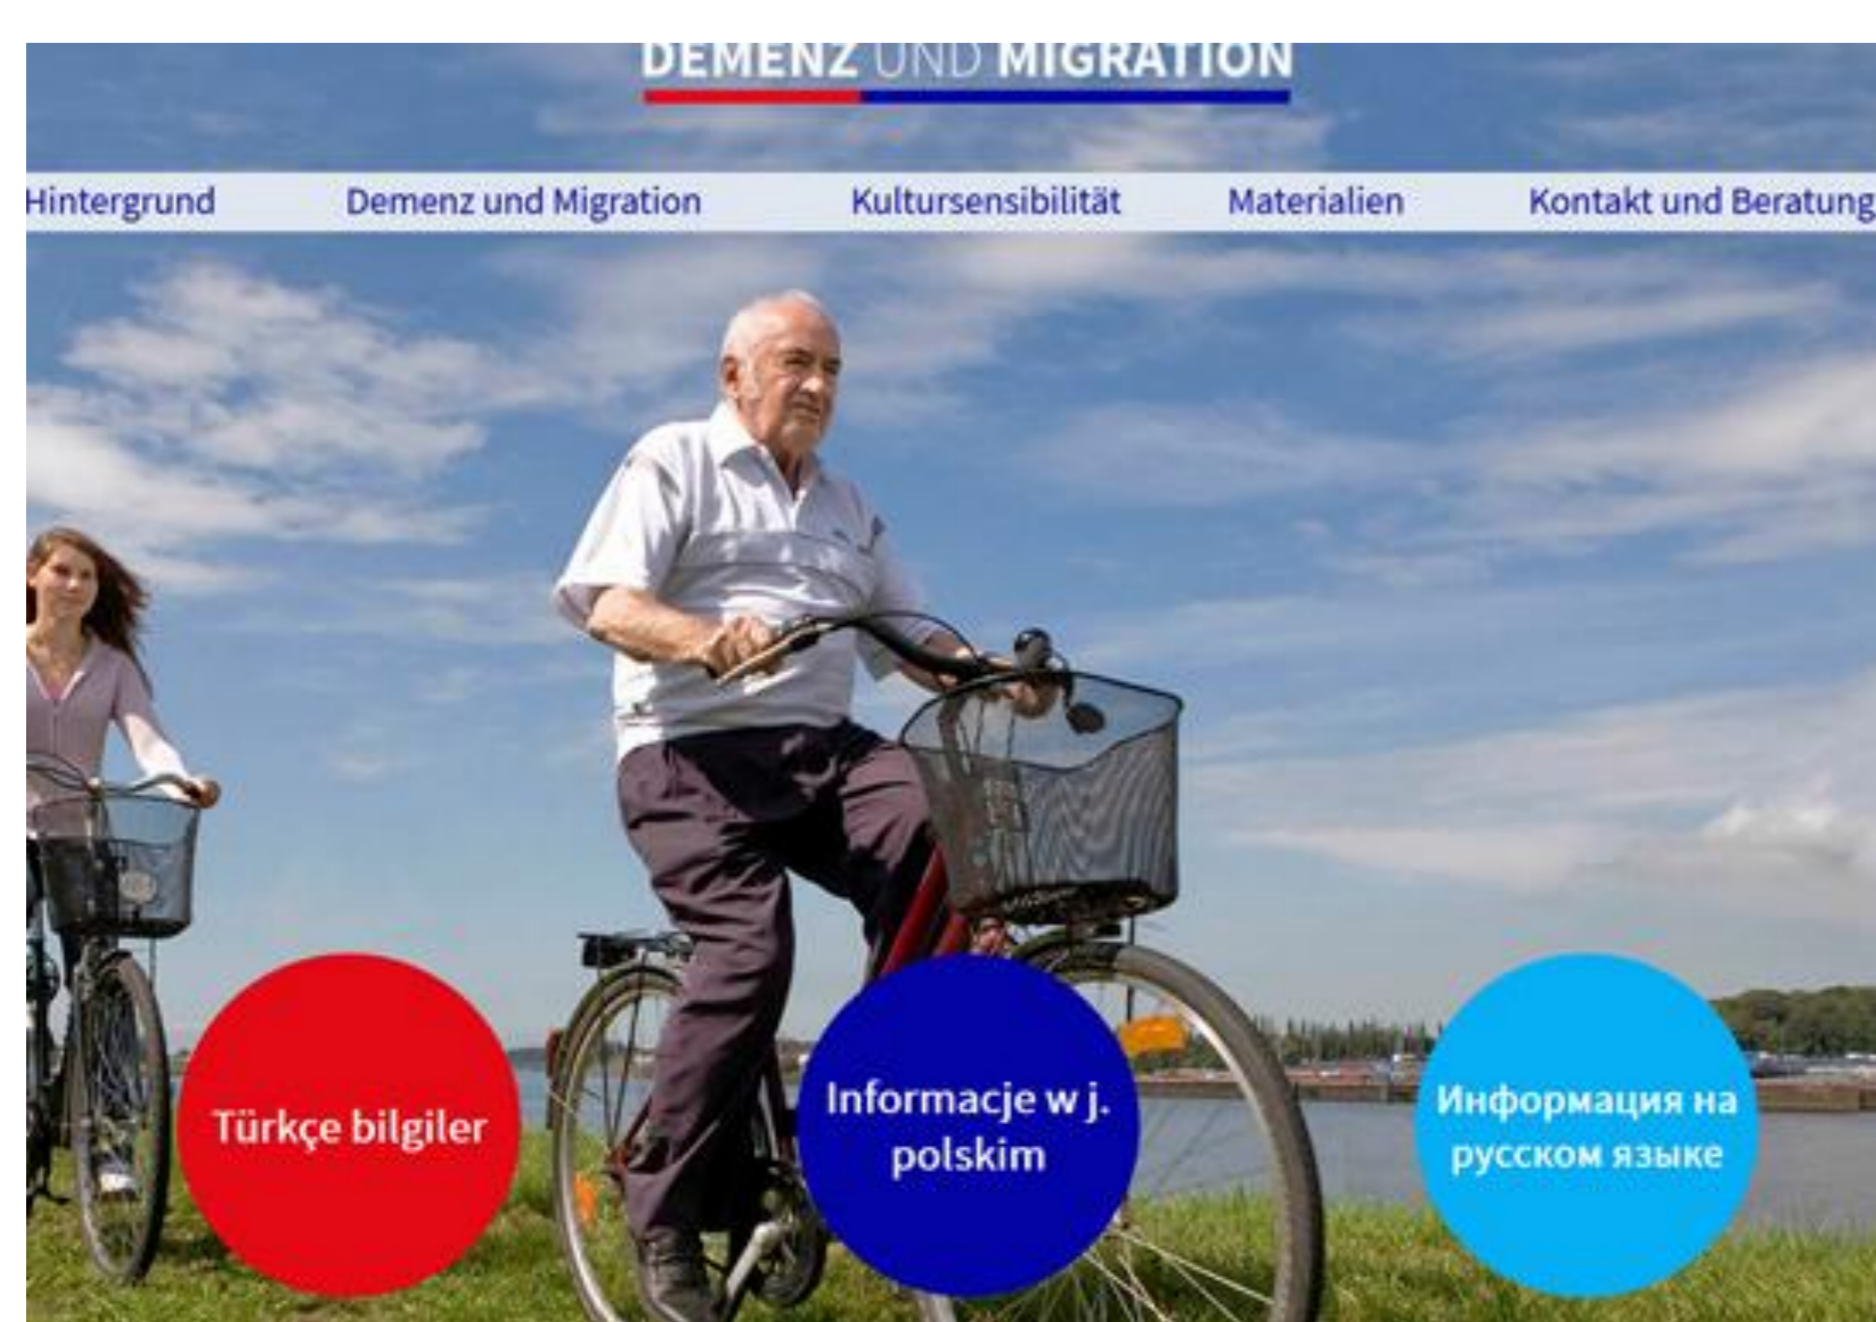 DEMENZ UND MIGRATION
Hintergrund Demenz und Migration Kultursensibilität Materialien Kontakt und Beratung
Türkçe bilgiler
Informacje w j.
polskim
Информация на
русском языке